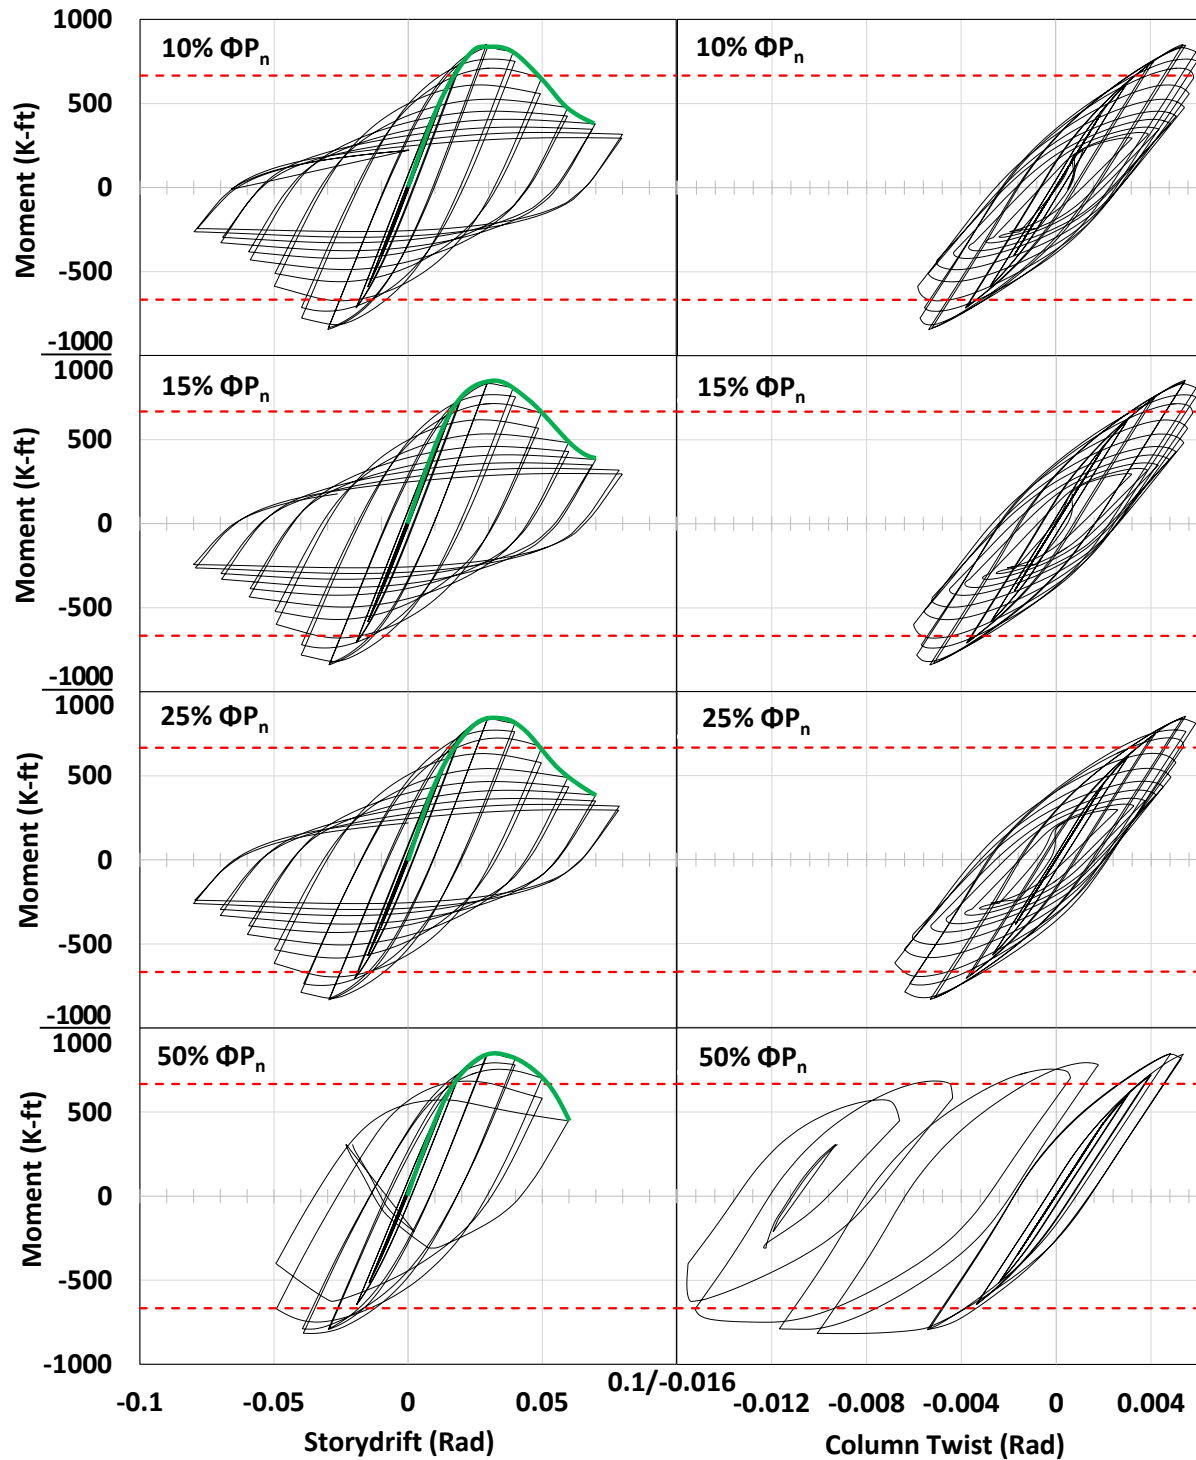 1000
10% ΦPn
10% ΦPn
500
0
-500
-1000
Moment (K-ft)
1000
15% ΦPn
15% ΦPn
500
0
-500
-1000
Moment (K-ft)
1000
25% ΦPn
25% ΦPn
500
0
-500
-1000
Moment (K-ft)
1000
50% ΦPn
50% ΦPn
500
0
-500
-1000
Moment (K-ft)
-0.1 -0.05 0 0.05 0.1/-0.016 -0.012 -0.008 -0.004 0 0.004
Storydrift (Rad)
Column Twist (Rad)